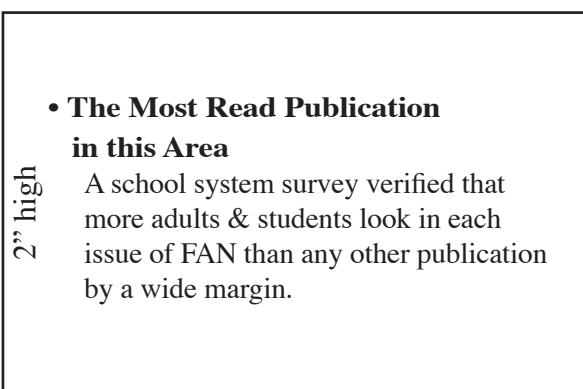 • The Most Read Publication
in this Area
A school system survey verified that
more adults & students look in each
issue of FAN than any other publication
by a wide margin.
2” high